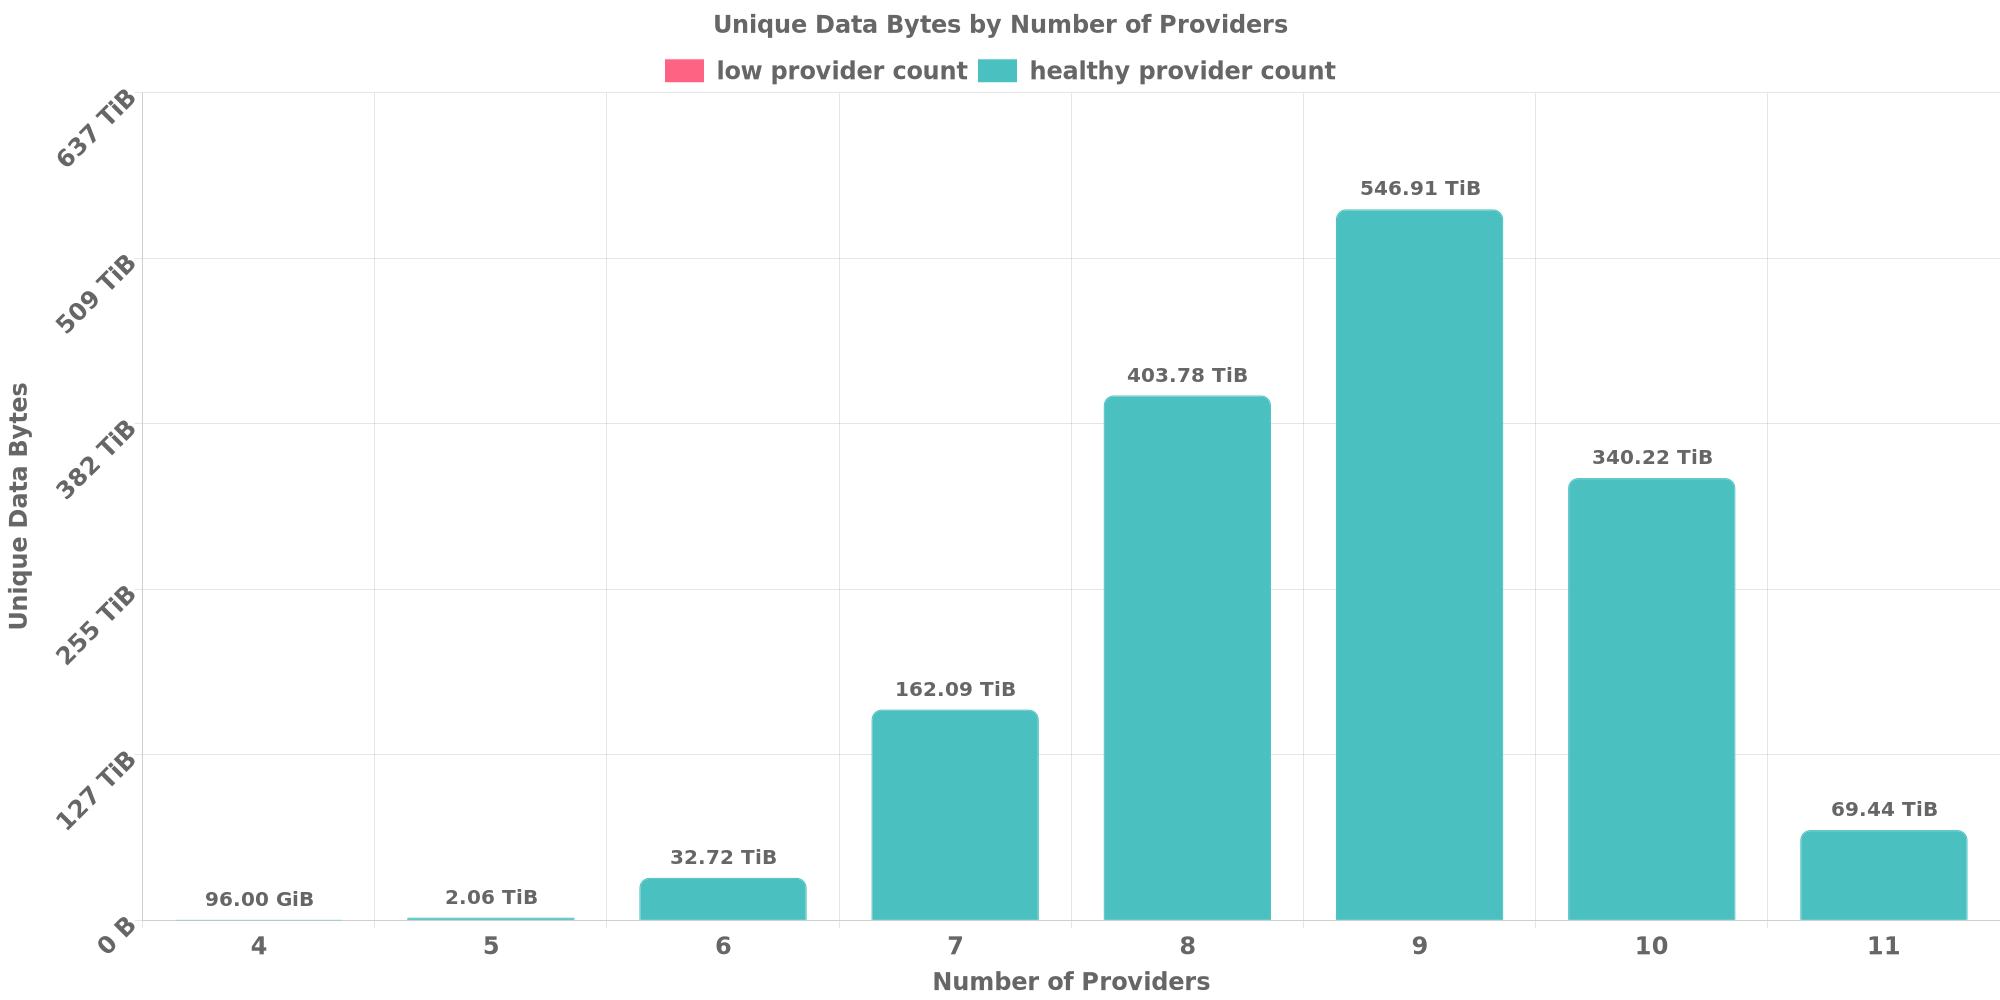 Unique Data Bytes by Number of Providers
low provider count
healthy provider count
Unique Data Bytes
637 TiB
509 TiB
382 TiB
255 TiB
127 TiB
0 B
96.00 GiB
2.06 TiB
32.72 TiB
162.09 TiB
403.78 TiB
546.91 TiB
340.22 TiB
69.44 TiB
4
5
6
7
8
9
10
11
Number of Providers